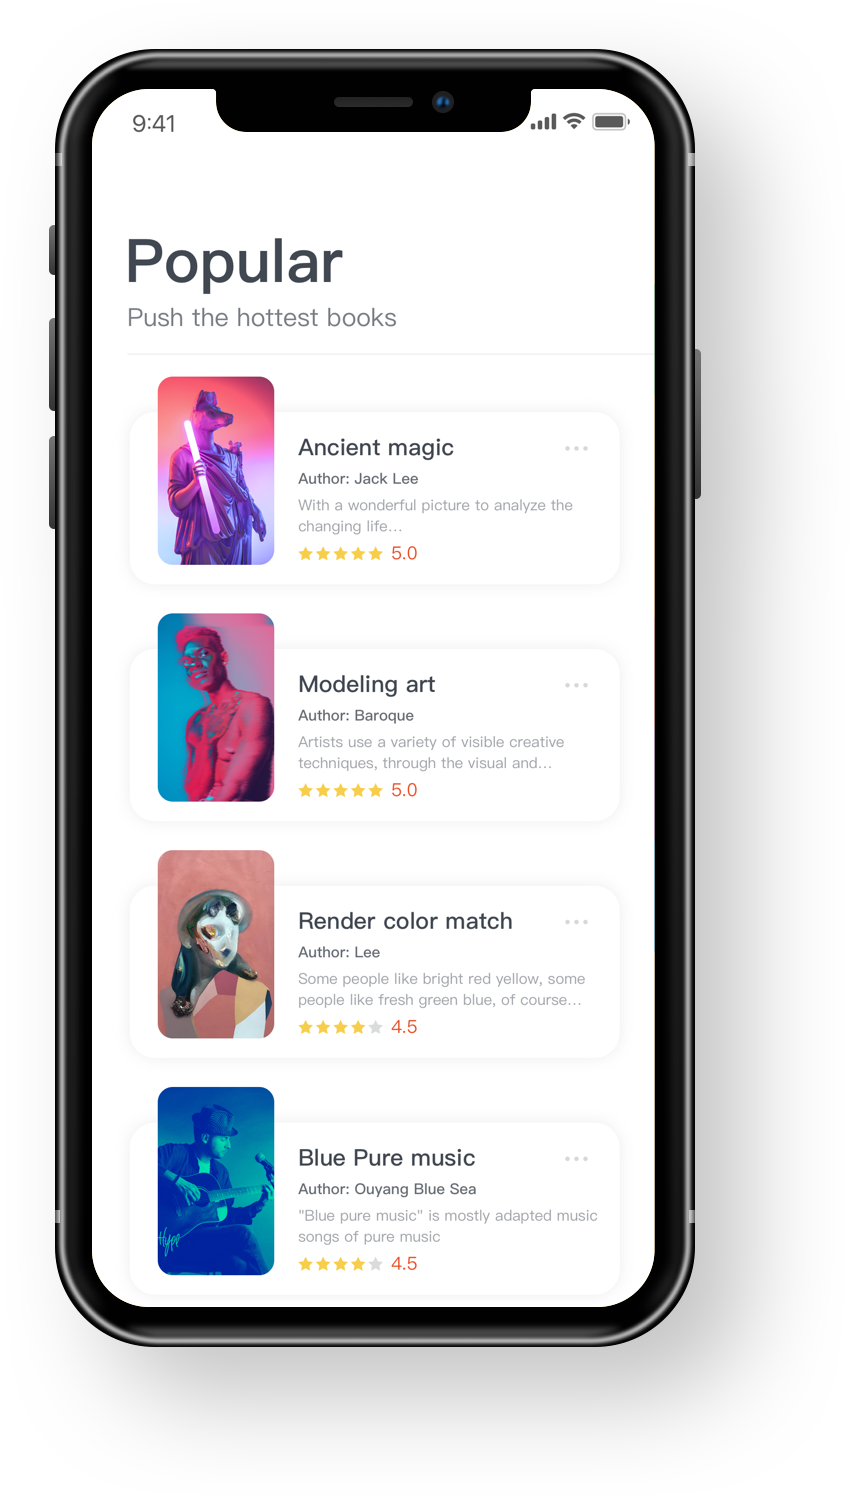 9:41
Popular
Push the hottest books
Ancient magic
Author: Jack Lee
With a wonderful picture to analyze the
changing life...
5.0
Modeling art
Author: Baroque
Artists use a variety of visible creative
techniques, through the visual and...
5.0
Render color match
Author: Lee
Some people like bright red yellow, some
people like fresh green blue, of course...
4.5
Hype
Blue Pure music
Author: Ouyang Blue Sea
"Blue pure music" is mostly adapted music
songs of pure music
4.5